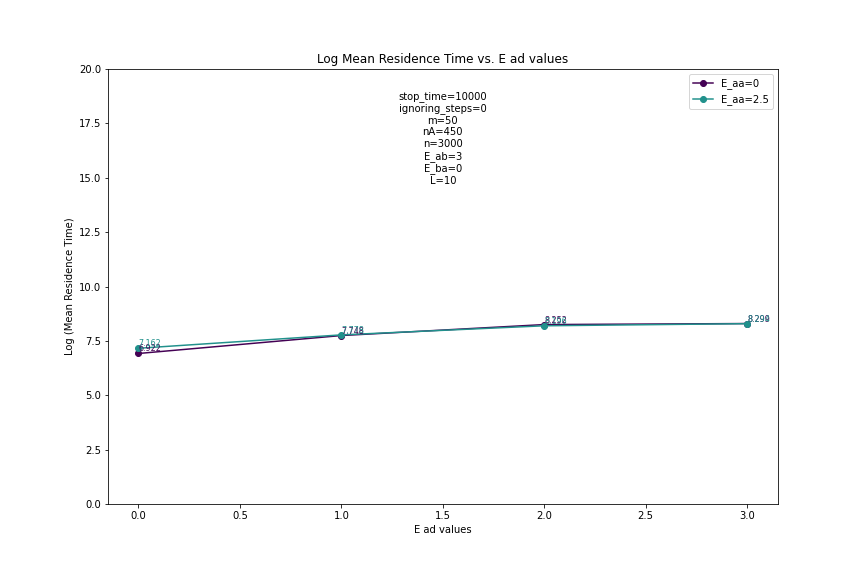 Log Mean Residence Time vs. E ad values
20.0
17.5
15.0
12.5
10.0
7.5
5.0
2.5
0.0
Log (Mean Residence Time)
stop_time=10000
ignoring_steps=0
m=50
nA=450
n=3000
E_ab=3
E_ba=0
L=10
E_aa=0
E_aa=2.5
7.162
6.922
7.748
8.252
0.0
0.5
1.0
1.5
2.0
2.5
3.0
E ad values